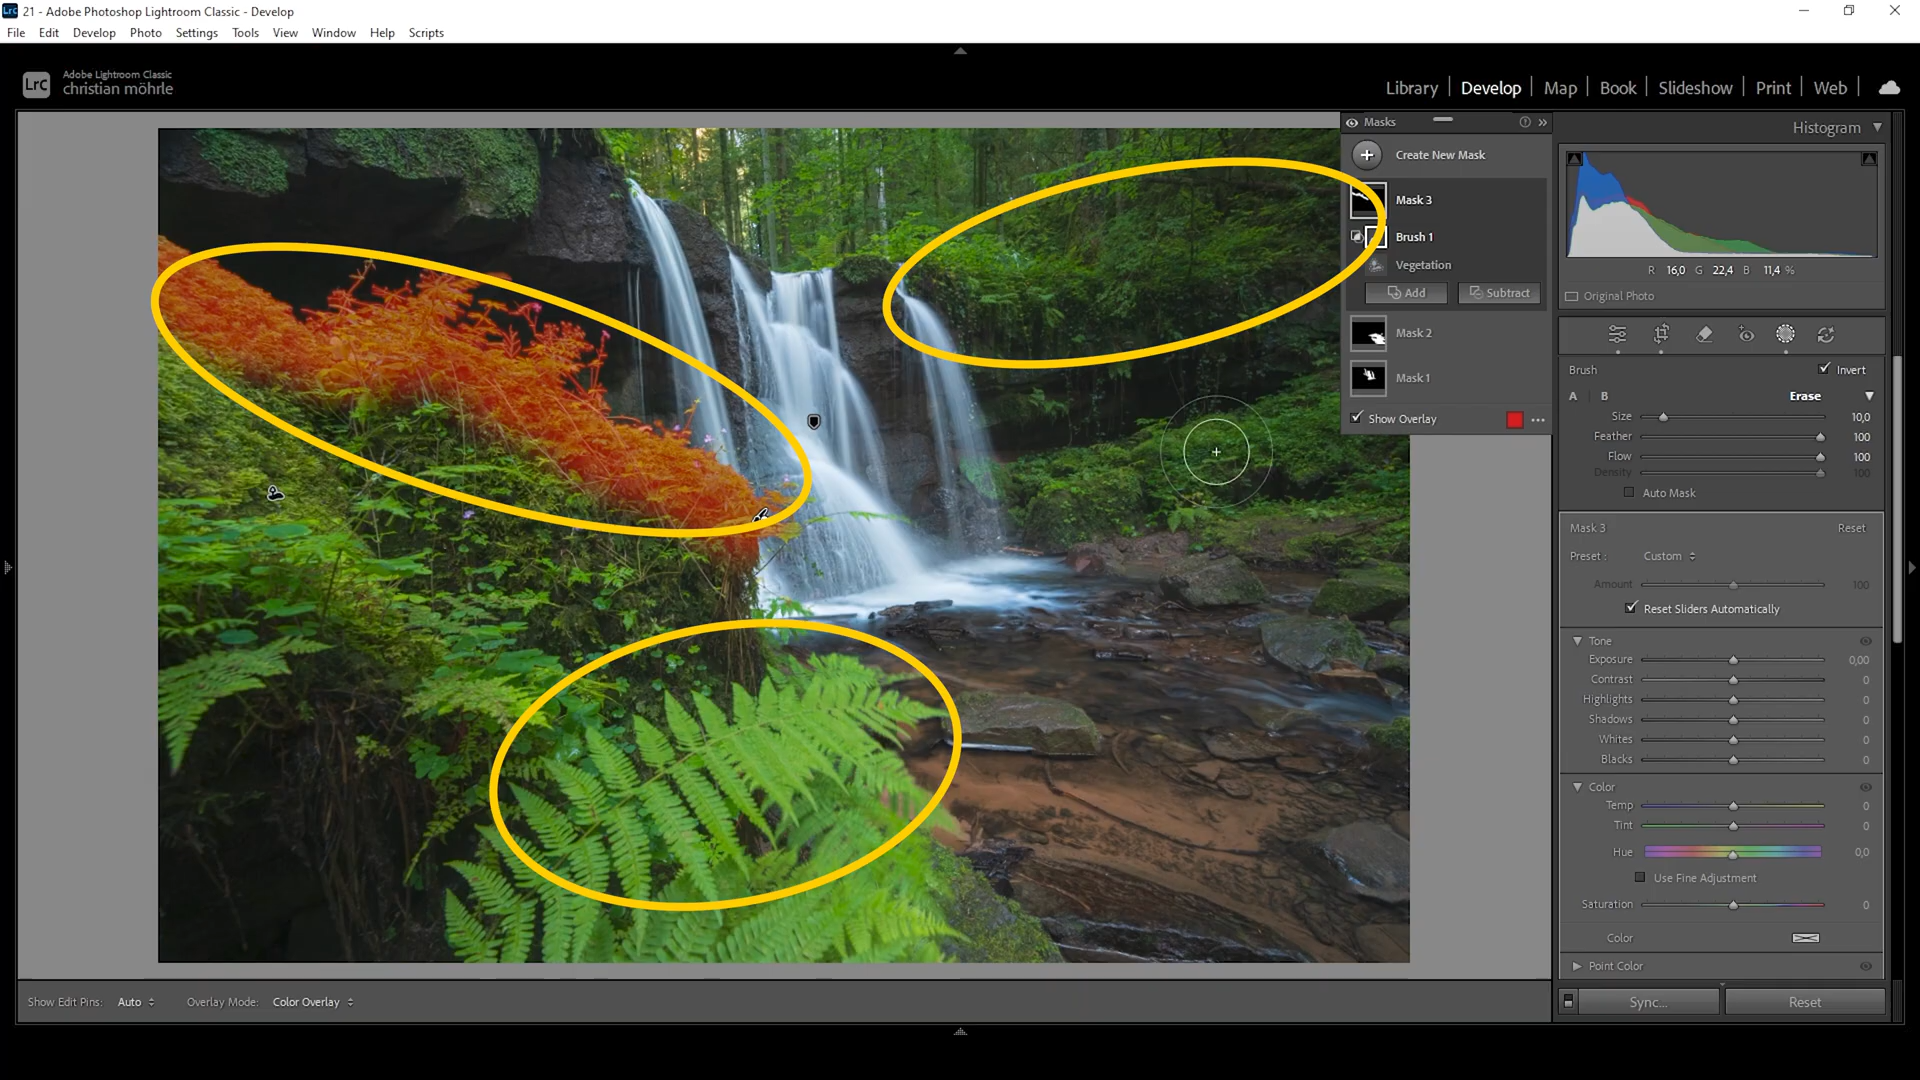 21 - Adobe Photoshop Lightroom Classic - Develop
File Edit Develop Photo Settings Tools View Window Help Scripts
LrC
Adobe Lightroom Classic
christian möhrle
Library Develop Map Book Slideshow Print Web
Masks
Create New Mask
Mask 3
Brush 1
Vegetation
Add Subtract
Mask 2
Mask 1
Show Overlay
Histogram
R 16,0 G 22,4 B 11,4 %
Original Photo
Brush Invert
A B Erase
Size 10,0
Feather 100
Flow 100
Density 100
Auto Mask
Mask 3 Reset
Preset : Custom
Amount 100
Reset Sliders Automatically
Tone
Exposure 0,00
Contrast 0
Highlights 0
Shadows 0
Whites 0
Blacks 0
Color
Temp 0
Tint 0
Hue 0,0
Use Fine Adjustment
Saturation 0
Color
Point Color
Sync... Reset
Show Edit Pins: Auto Overlay Mode: Color Overlay